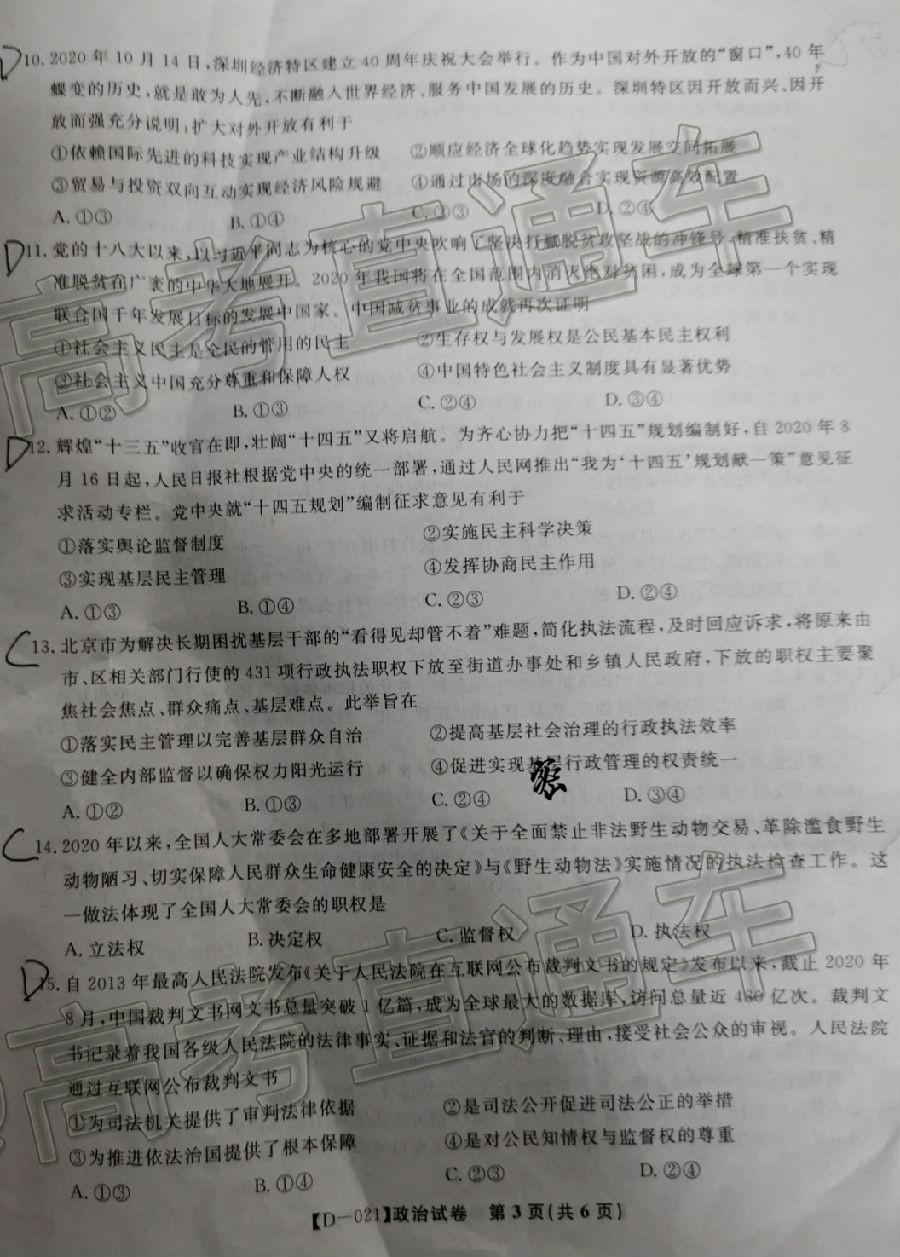 D10. 2020 年 10 月 14 日，深圳经济特区建立 40 周年庆祝大会举行。作为中国对外开放的“窗口”，40 年
蝶变的历史，就是敢为人先，不断融入世界经济、服务中国发展的历史。深圳特区因开放而兴、因开
放而强充分说明，扩大对外开放有利于
①依赖国际先进的科技实现产业结构升级 ②顺应经济全球化趋势实现发展空间拓展
③贸易与投资双向互动实现经济风险规避 ④通过市场的深度融合实现资源高效配置
A. ①③ B. ①④ C. ②③ D. ②④
D11. 党的十八大以来，以习近平同志为核心的党中央吹响了坚决打赢脱贫攻坚战的冲锋号，精准扶贫、精
准脱贫在广袤的中华大地展开。2020 年我国将在全国范围内消灭绝对贫困，成为全球第一个实现
联合国千年发展目标的发展中国家。中国减贫事业的成就再次证明
①社会主义民主是全民的管用的民主 ②生存权与发展权是公民基本民主权利
③社会主义中国充分尊重和保障人权 ④中国特色社会主义制度具有显著优势
A. ①② B. ①③ C. ②④ D. ③④
D12. 辉煌“十三五”收官在即，壮阔“十四五”又将启航。为齐心协力把“十四五”规划编制好，自 2020 年 8
月 16 日起，人民日报社根据党中央的统一部署，通过人民网推出“我为‘十四五’规划献一策”意见征
求活动专栏。党中央就“十四五规划”编制征求意见有利于
①落实舆论监督制度 ②实施民主科学决策
③实现基层民主管理 ④发挥协商民主作用
A. ①③ B. ①④ C. ②③ D. ②④
C13. 北京市为解决长期困扰基层干部的“看得见却管不着”难题，简化执法流程，及时回应诉求，将原来由
市、区相关部门行使的 431 项行政执法职权下放至街道办事处和乡镇人民政府，下放的职权主要聚
焦社会焦点、群众痛点、基层难点。此举旨在
①落实民主管理以完善基层群众自治 ②提高基层社会治理的行政执法效率
③健全内部监督以确保权力阳光运行 ④促进实现基层行政管理的权责统一
A. ①② B. ①③ C. ②④ D. ③④
C14. 2020 年以来，全国人大常委会在多地部署开展了《关于全面禁止非法野生动物交易、革除滥食野生
动物陋习、切实保障人民群众生命健康安全的决定》与《野生动物法》实施情况的执法检查工作。这
一做法体现了全国人大常委会的职权是
A. 立法权 B. 决定权 C. 监督权 D. 执法权
D15. 自 2013 年最高人民法院发布《关于人民法院在互联网公布裁判文书的规定》发布以来，截止 2020 年
8 月，中国裁判文书网文书总量突破 1 亿篇，成为全球最大的数据库，访问总量近 480 亿次。裁判文
书记录着我国各级人民法院的法律事实、证据和法官的判断、理由，接受社会公众的审视。人民法院
通过互联网公布裁判文书
①为司法机关提供了审判法律依据 ②是司法公开促进司法公正的举措
③为推进依法治国提供了根本保障 ④是对公民知情权与监督权的尊重
A. ①③ B. ①④ C. ②③ D. ②④
【D－021】政治试卷 第 3 页(共 6 页)
高考直通车
高考直通车